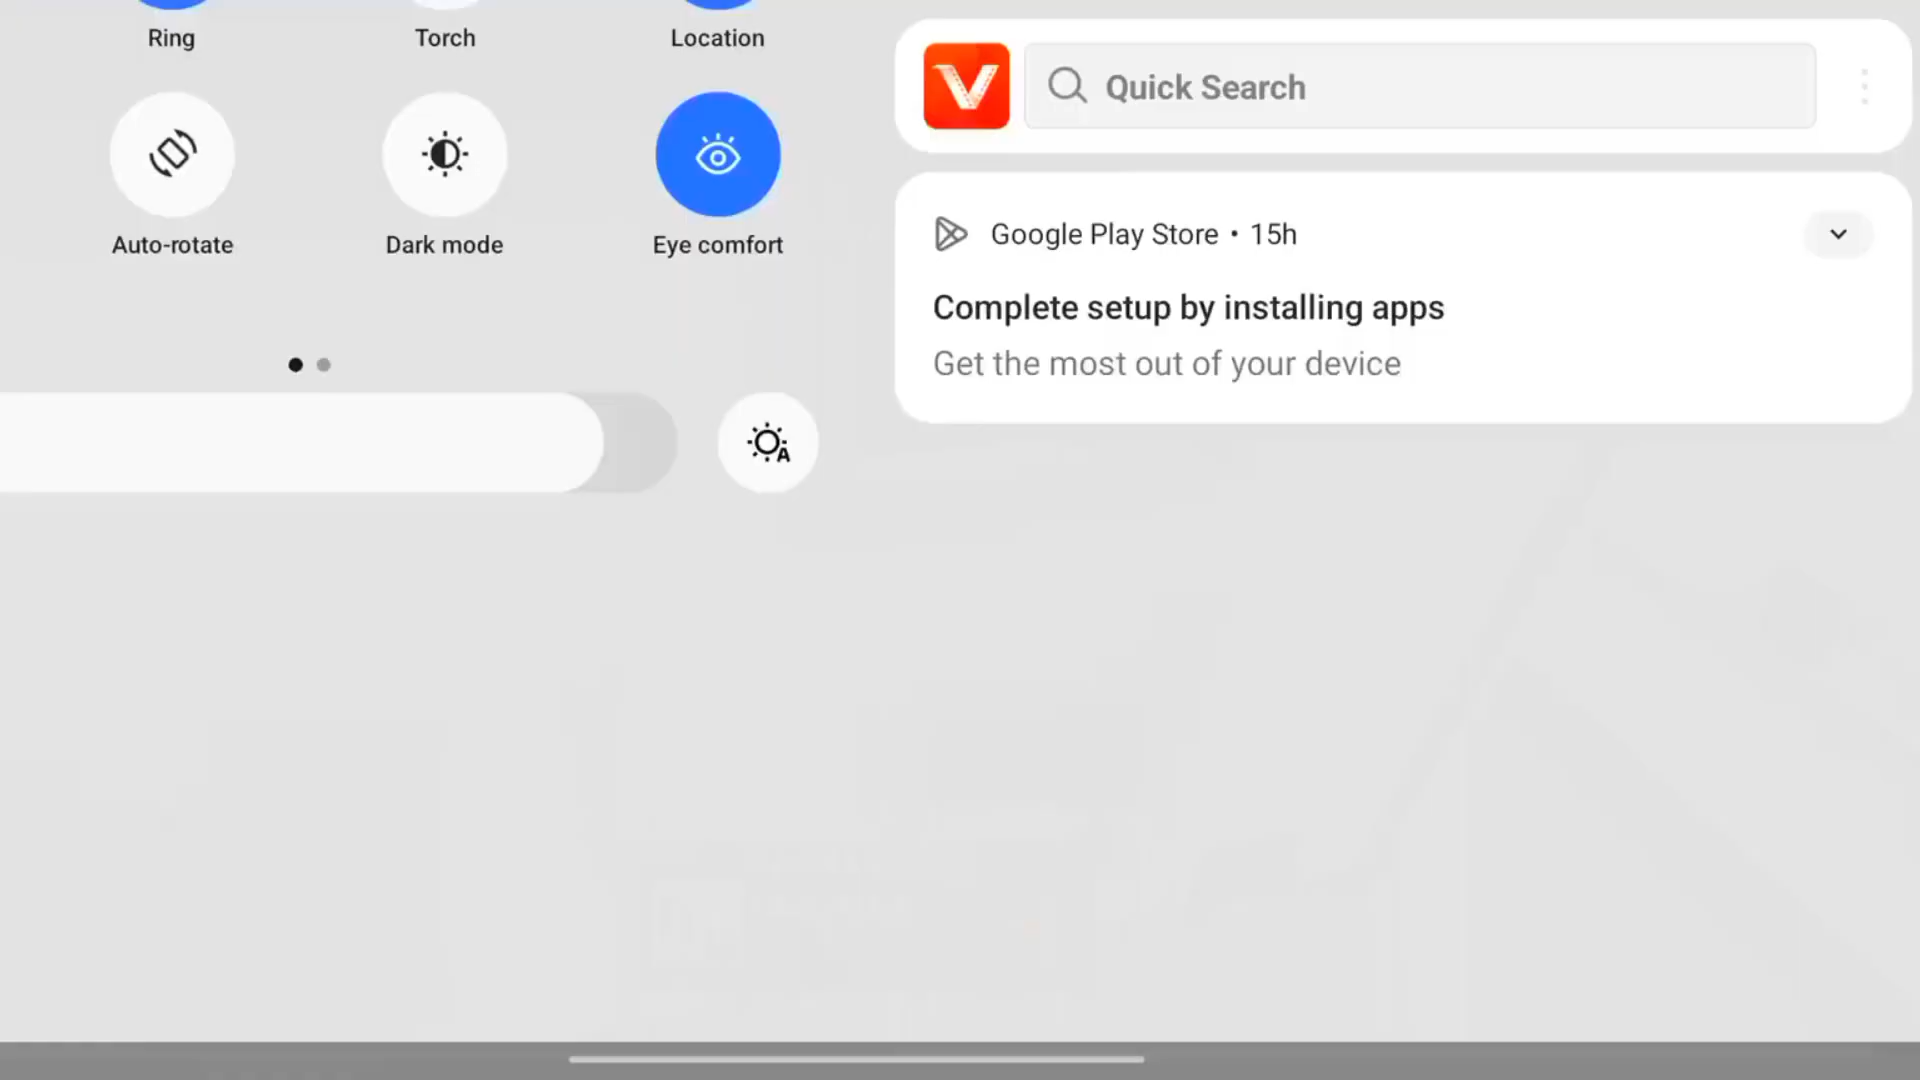 Ring Torch Location
Auto-rotate Dark mode Eye comfort
A
V Quick Search
Google Play Store • 15h
Complete setup by installing apps
Get the most out of your device